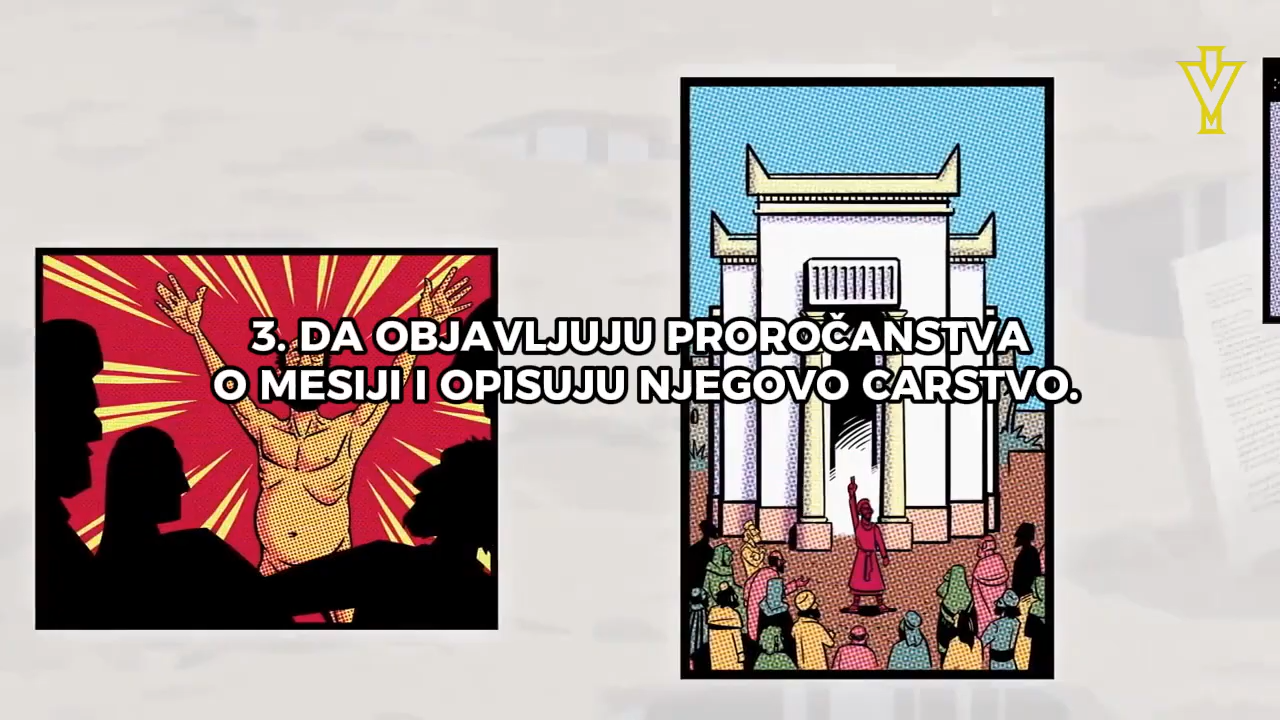 3. DA OBJAVLJUJU PROROČANSTVA
O MESIJI I OPISUJU NJEGOVO CARSTVO.